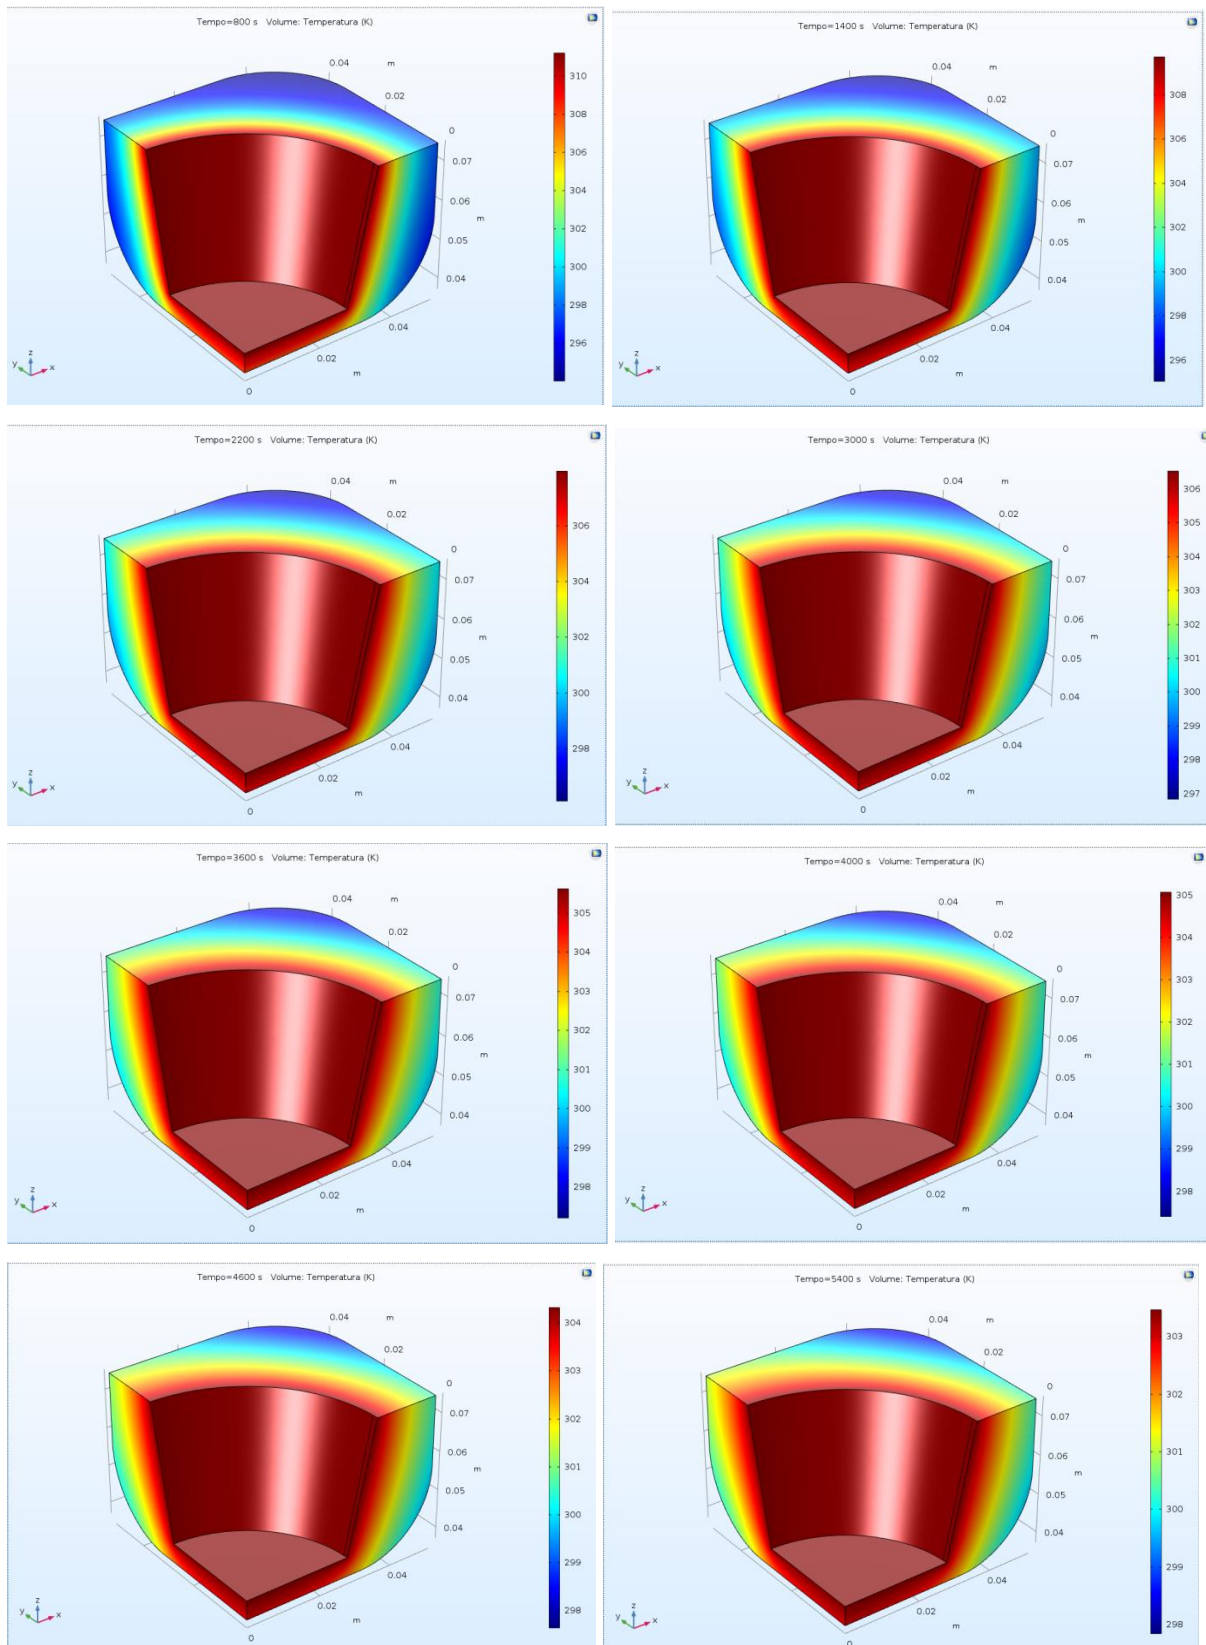 Tempo=800 s Volume: Temperatura (K)
0.04
m
0.02
0
0.07
0.06
m
0.05
0.04
0.04
0.02
m
0
310
308
306
304
302
300
298
296
z
y
x
Tempo=1400 s Volume: Temperatura (K)
0.04
m
0.02
0
0.07
0.06
m
0.05
0.04
0.04
0.02
m
0
308
306
304
302
300
298
296
z
y
x
Tempo=2200 s Volume: Temperatura (K)
0.04
m
0.02
0
0.07
0.06
m
0.05
0.04
0.04
0.02
m
0
306
304
302
300
298
z
y
x
Tempo=3000 s Volume: Temperatura (K)
0.04
m
0.02
0
0.07
0.06
m
0.05
0.04
0.04
0.02
m
0
306
305
304
303
302
301
300
299
298
297
z
y
x
Tempo=3600 s Volume: Temperatura (K)
0.04
m
0.02
0
0.07
0.06
m
0.05
0.04
0.04
0.02
m
0
305
304
303
302
301
300
299
298
z
y
x
Tempo=4000 s Volume: Temperatura (K)
0.04
m
0.02
0
0.07
0.06
m
0.05
0.04
0.04
0.02
m
0
305
304
303
302
301
300
299
298
z
y
x
Tempo=4600 s Volume: Temperatura (K)
0.04
m
0.02
0
0.07
0.06
m
0.05
0.04
0.04
0.02
m
0
304
303
302
301
300
299
298
z
y
x
Tempo=5400 s Volume: Temperatura (K)
0.04
m
0.02
0
0.07
0.06
m
0.05
0.04
0.04
0.02
m
0
303
302
301
300
299
298
z
y
x